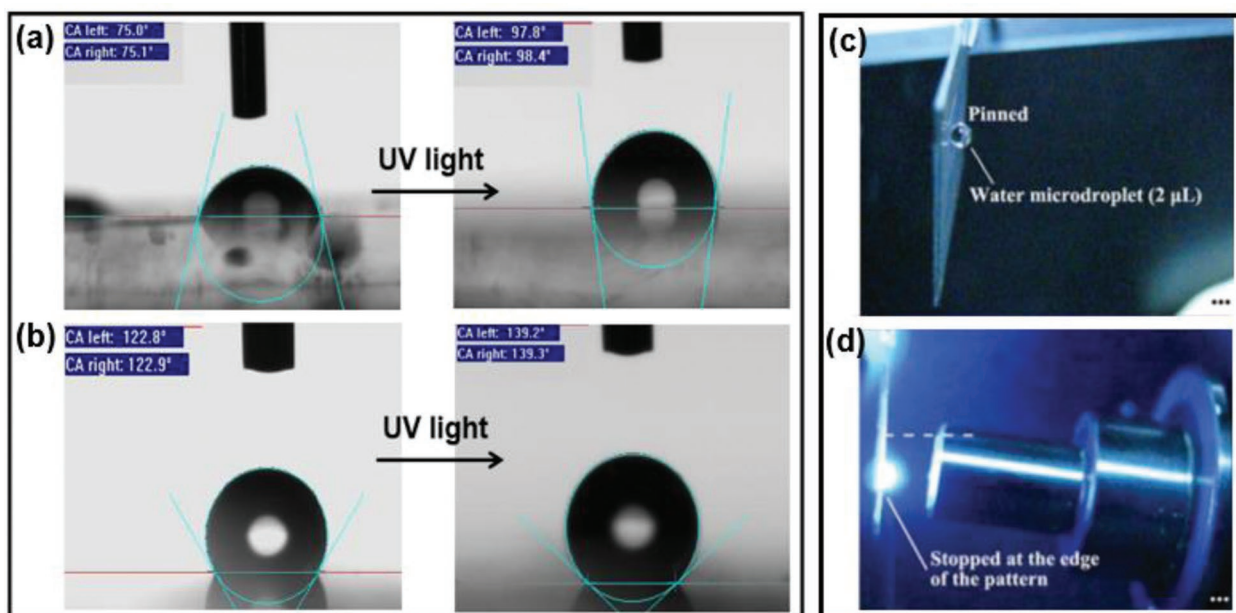 (a)
CA left: 75.0°
CA right: 75.1°
UV light
CA left: 97.8°
CA right: 98.4°
(b)
CA left: 122.8°
CA right: 122.9°
UV light
CA left: 139.2°
CA right: 139.3°
(c)
Pinned
Water microdroplet (2 μL)
(d)
Stopped at the edge
of the pattern